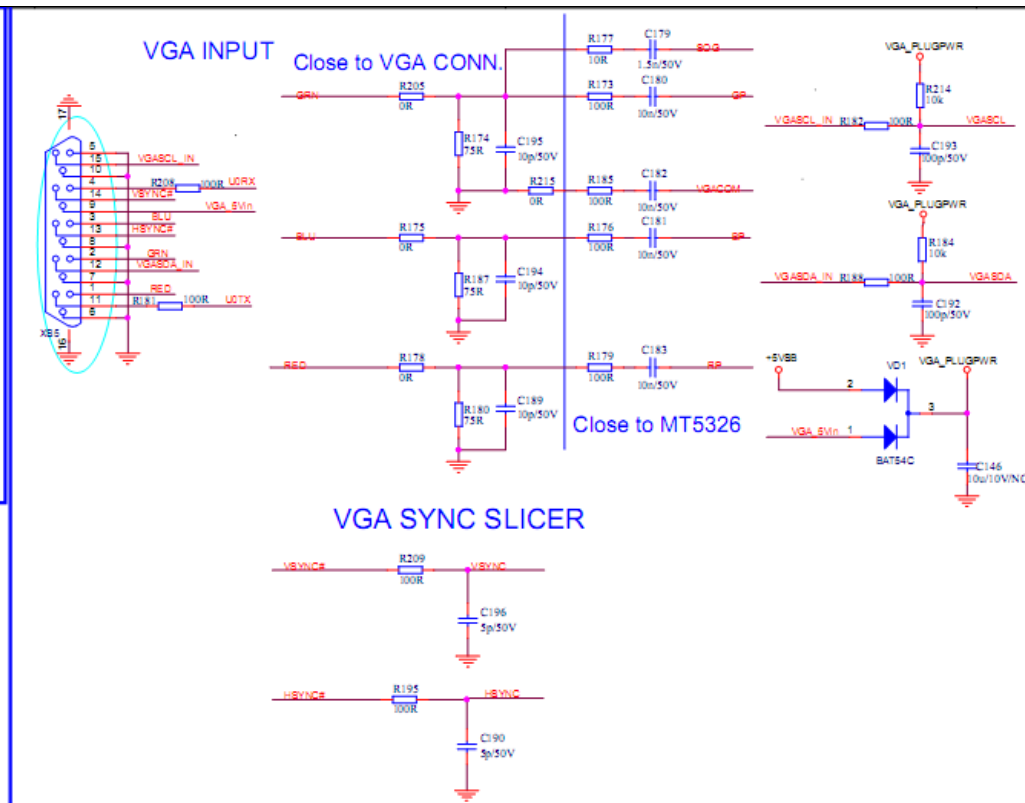 VGA INPUT
Close to VGA CONN.
17
6
15
VGASCL_IN
10
4
R208
100R
U0RX
14
VSYNC#
9
VGA_5Vin
3
BLU
13
HSYNC#
8
2
GRN
12
VGASDA_IN
7
1
RED
11
R181
100R
U0TX
XS5
16
GRN
R205
0R
R174
75R
C195
10p/50V
R215
0R
R177
10R
C179
1.5n/50V
SOG
R173
100R
C180
10n/50V
GP
R185
100R
C182
10n/50V
VGACOM
BLU
R175
0R
R187
75R
C194
10p/50V
R176
100R
C181
10n/50V
BP
RED
R178
0R
R180
75R
C189
10p/50V
R179
100R
C183
10n/50V
RP
Close to MT5326
VGA_PLUGPWR
R214
10k
VGASCL_IN
R182
100R
VGASCL
C193
100p/50V
VGA_PLUGPWR
R184
10k
VGASDA_IN
R188
100R
VGASDA
C192
100p/50V
+5VSB
VD1
VGA_PLUGPWR
2
3
VGA_5Vin
1
BAT54C
C146
10u/10V/NC
VGA SYNC SLICER
VSYNC#
R209
100R
VSYNC
C196
5p/50V
HSYNC#
R195
100R
HSYNC
C190
5p/50V